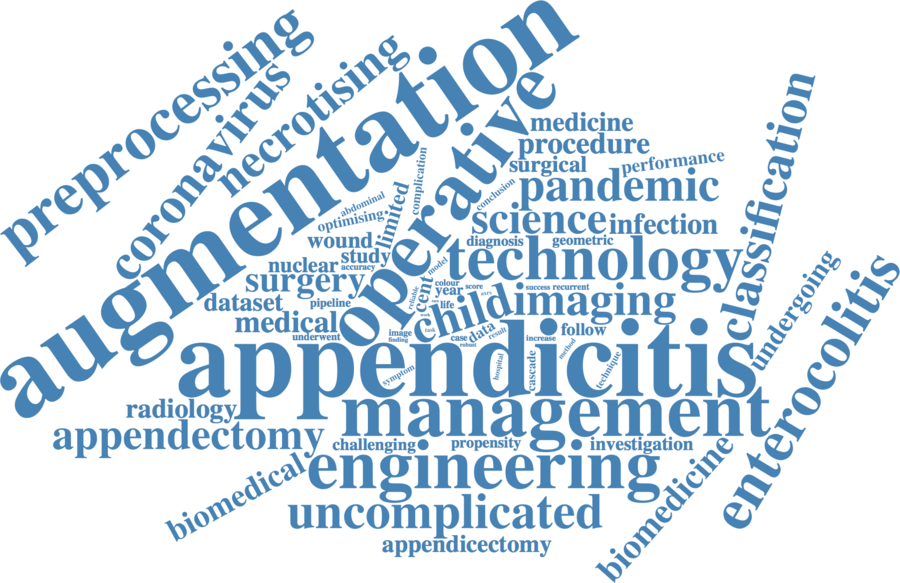 preprocessing
coronavirus
necrotising
augmentation
operative
medicine
procedure
surgical
performance
classification
pandemic
conclusion
complication
abdominal
optimising
limited
science
infection
wound
study
diagnosis
geometric
nuclear
accuracy
technology
model
surgery
cent
colour
year
score
success
recurrent
reliable
dataset
pipeline
life
child
imaging
undergoing
enterocolitis
medical
underwent
image
finding
case
data
result
robust
increase
follow
method
appendicitis
symptom
hospital
cascade
technique
radiology
management
appendectomy
challenging
propensity
investigation
biomedical
engineering
biomedicine
uncomplicated
appendicectomy